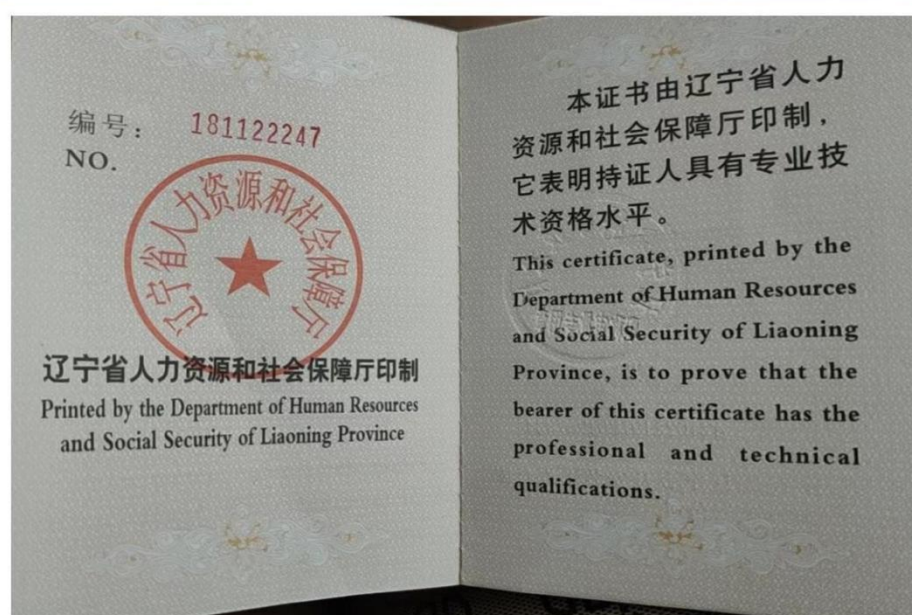 编号： 181122247
NO.
辽宁省人力资源和社会保障厅
辽宁省人力资源和社会保障厅印制
Printed by the Department of Human Resources
and Social Security of Liaoning Province
本证书由辽宁省人力
资源和社会保障厅印制，
它表明持证人具有专业技
术资格水平。
This certificate, printed by the
Department of Human Resources
and Social Security of Liaoning
Province, is to prove that the
bearer of this certificate has the
professional and technical
qualifications.